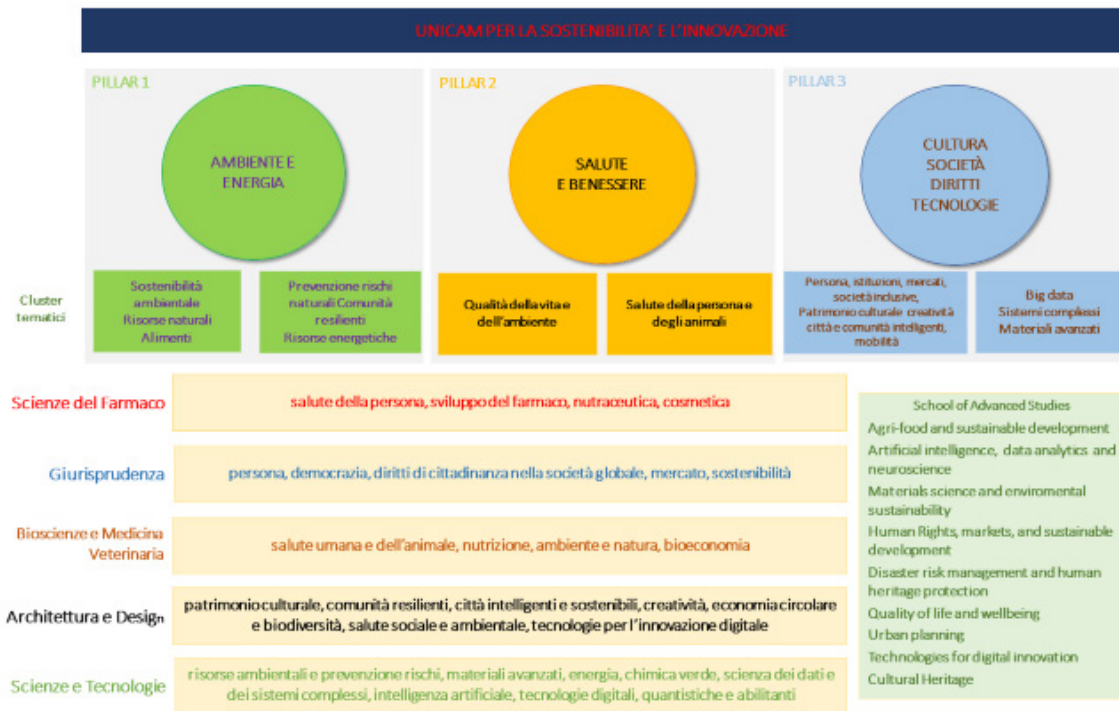 UNICAM PER LA SOSTENIBILITA' E L'INNOVAZIONE
PILLAR 1
AMBIENTE E
ENERGIA
PILLAR 2
SALUTE
E BENESSERE
PILLAR 3
CULTURA
SOCIETÀ
DIRITTI
TECNOLOGIE
Cluster
tematici
Sostenibilità
ambientale
Risorse naturali
Alimenti
Prevenzione rischi
naturali Comunità
resilienti
Risorse energetiche
Qualità della vita e
dell'ambiente
Salute della persona e
degli animali
Persona, istituzioni, mercati,
società inclusive,
Patrimonio culturale creatività
città e comunità intelligenti,
mobilità
Big data
Sistemi complessi
Materiali avanzati
Scienze del Farmaco
salute della persona, sviluppo del farmaco, nutraceutica, cosmetica
Giurisprudenza
persona, democrazia, diritti di cittadinanza nella società globale, mercato, sostenibilità
Bioscienze e Medicina
Veterinaria
salute umana e dell'animale, nutrizione, ambiente e natura, bioeconomia
Architettura e Design
patrimonio culturale, comunità resilienti, città intelligenti e sostenibili, creatività, economia circolare
e biodiversità, salute sociale e ambientale, tecnologie per l'innovazione digitale
Scienze e Tecnologie
risorse ambientali e prevenzione rischi, materiali avanzati, energia, chimica verde, scienza dei dati e
dei sistemi complessi, intelligenza artificiale, tecnologie digitali, quantistiche e abilitanti
School of Advanced Studies
Agri-food and sustainable development
Artificial intelligence, data analytics and
neuroscience
Materials science and enviromental
sustainability
Human Rights, markets, and sustainable
development
Disaster risk management and human
heritage protection
Quality of life and wellbeing
Urban planning
Technologies for digital innovation
Cultural Heritage